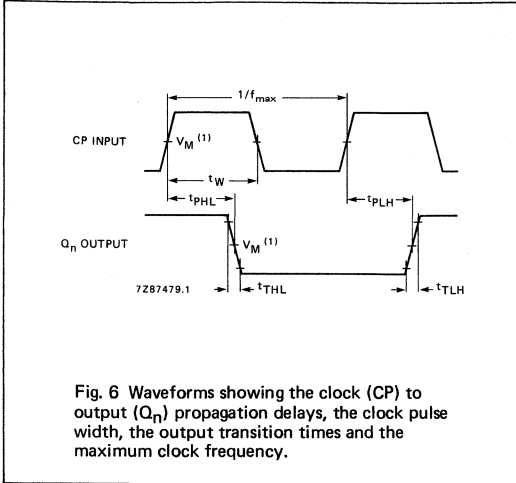 1/fmax
CP INPUT
VM (1)
tW
tPHL
tPLH
Qn OUTPUT
VM (1)
7Z87479.1
tTHL
tTLH
Fig. 6 Waveforms showing the clock (CP) to
output (Qn) propagation delays, the clock pulse
width, the output transition times and the
maximum clock frequency.